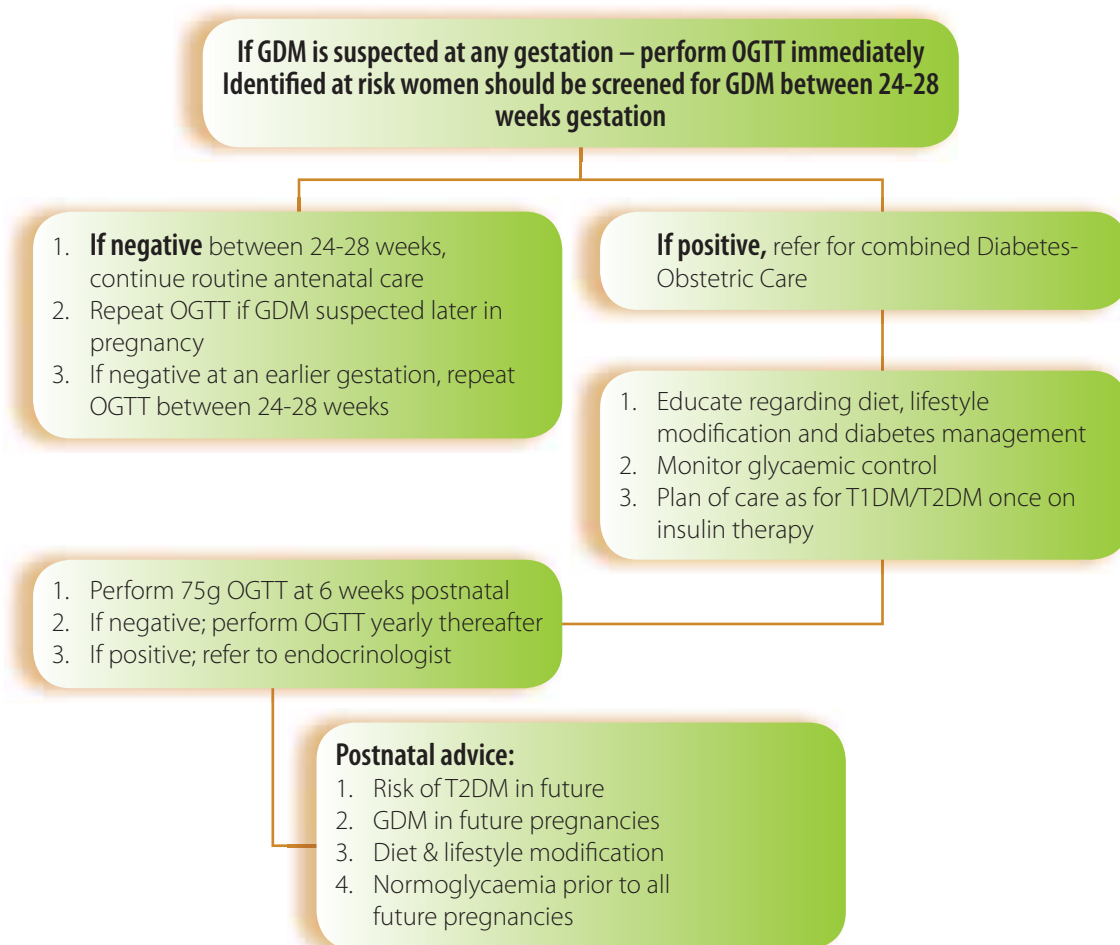 If GDM is suspected at any gestation – perform OGTT immediately
Identified at risk women should be screened for GDM between 24-28
weeks gestation
1. If negative between 24-28 weeks,
continue routine antenatal care
2. Repeat OGTT if GDM suspected later in
pregnancy
3. If negative at an earlier gestation, repeat
OGTT between 24-28 weeks
If positive, refer for combined Diabetes-
Obstetric Care
1. Educate regarding diet, lifestyle
modification and diabetes management
2. Monitor glycaemic control
3. Plan of care as for T1DM/T2DM once on
insulin therapy
1. Perform 75g OGTT at 6 weeks postnatal
2. If negative; perform OGTT yearly thereafter
3. If positive; refer to endocrinologist
Postnatal advice:
1. Risk of T2DM in future
2. GDM in future pregnancies
3. Diet & lifestyle modification
4. Normoglycaemia prior to all
future pregnancies